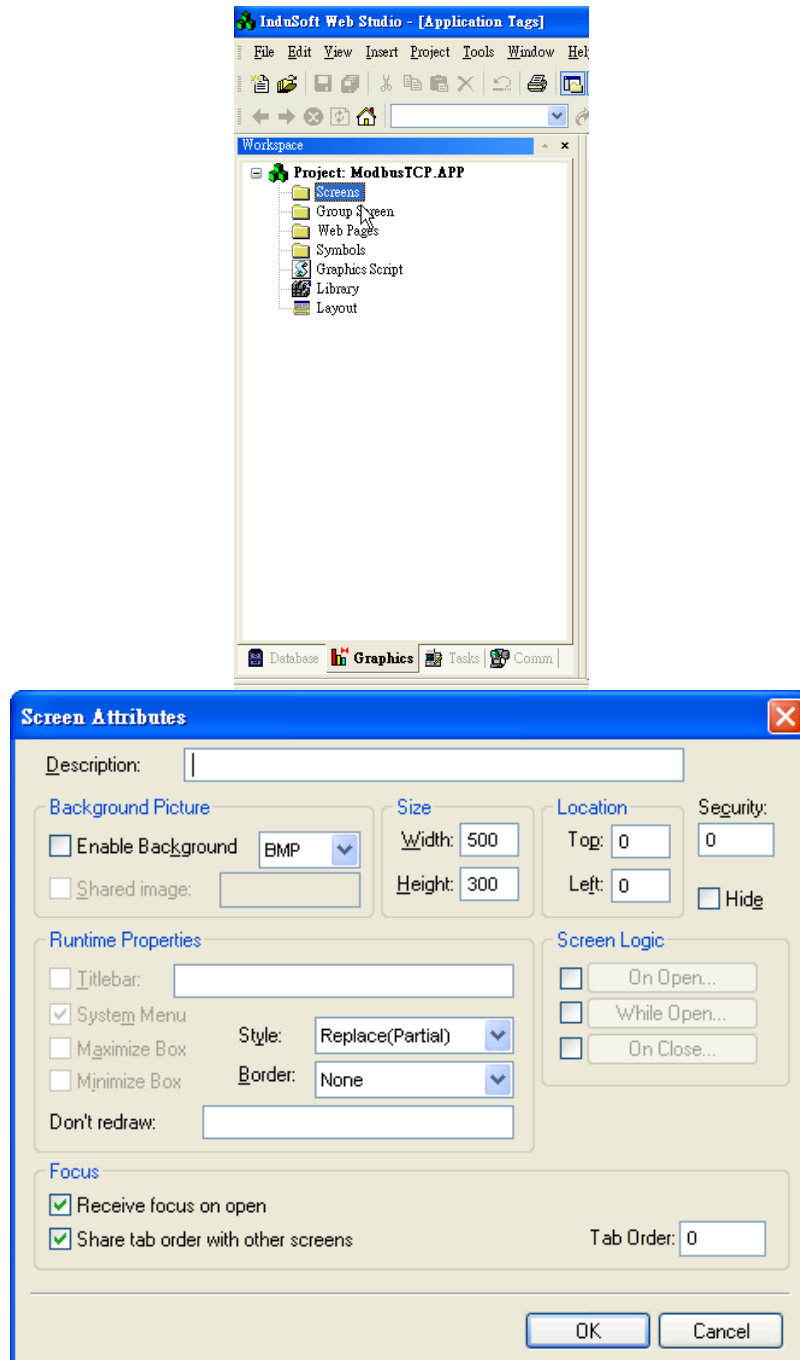 InduSoft Web Studio - [Application Tags]
File Edit View Insert Project Tools Window Hel
Workspace
Project: ModbusTCP.APP
Screens
Group Screen
Web Pages
Symbols
Graphics Script
Library
Layout
Database Graphics Tasks Comm
Screen Attributes
Description:
Background Picture
Enable Background BMP
Shared image:
Size
Width: 500
Height: 300
Location
Top: 0
Left: 0
Security:
0
Hide
Runtime Properties
Titlebar:
System Menu
Maximize Box
Minimize Box
Style: Replace(Partial)
Border: None
Don't redraw:
Screen Logic
On Open...
While Open...
On Close...
Focus
Receive focus on open
Share tab order with other screens
Tab Order: 0
OK Cancel